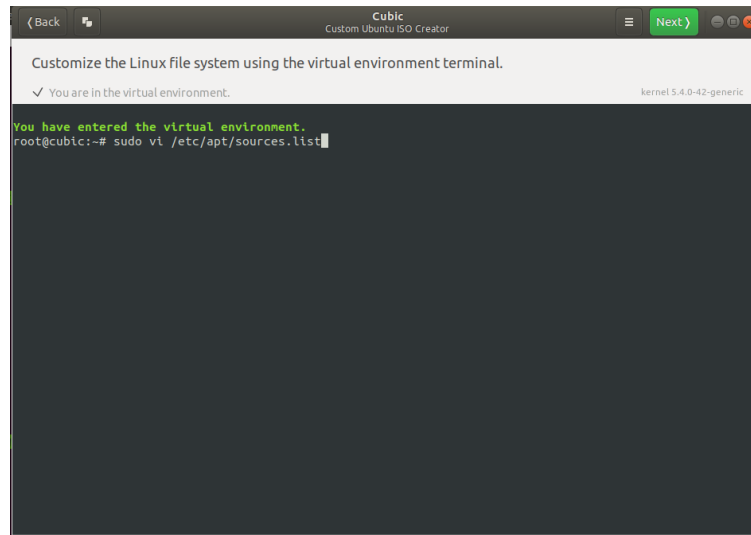 Cubic
❬Back
Custom Ubuntu ISO Creator
Next❭
Customize the Linux file system using the virtual environment terminal.
✓ You are in the virtual environment.
kernel 5.4.0-42-generic
You have entered the virtual environment.
root@cubic:~# sudo vi /etc/apt/sources.list